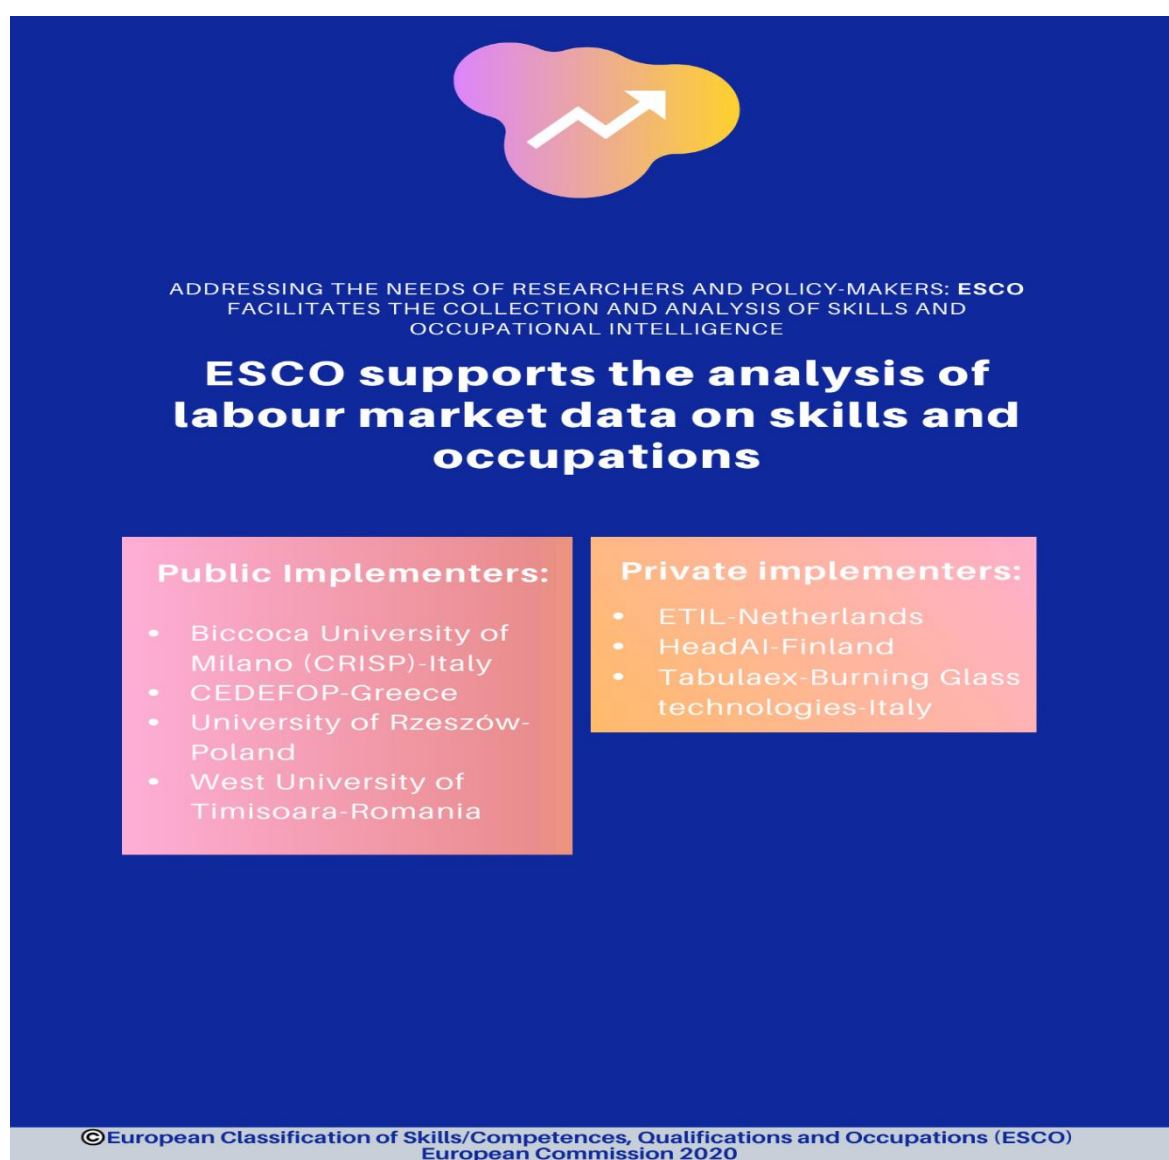 ADDRESSING THE NEEDS OF RESEARCHERS AND POLICY-MAKERS: ESCO
FACILITATES THE COLLECTION AND ANALYSIS OF SKILLS AND
OCCUPATIONAL INTELLIGENCE
ESCO supports the analysis of
labour market data on skills and
occupations
Public Implementers:
• Biccoca University of
Milano (CRISP)-Italy
• CEDEFOP-Greece
• University of Rzeszów-
Poland
• West University of
Timisoara-Romania
Private implementers:
• ETIL-Netherlands
• HeadAI-Finland
• Tabulaex-Burning Glass
technologies-Italy
©European Classification of Skills/Competences, Qualifications and Occupations (ESCO)
European Commission 2020